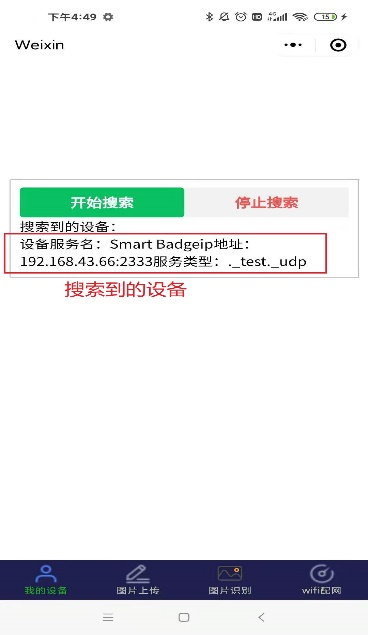 下午4:49
15
Weixin
开始搜索
停止搜索
搜索到的设备：
设备服务名：Smart Badgeip地址：
192.168.43.66:2333服务类型：._test._udp
搜索到的设备
我的设备
图片上传
图片识别
wifi配网